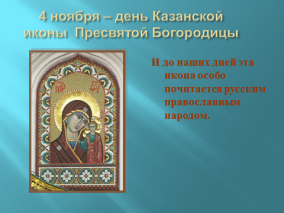 4 ноября – день Казанской
иконы Пресвятой Богородицы
И до наших дней эта
икона особо
почитается русским
православным
народом.